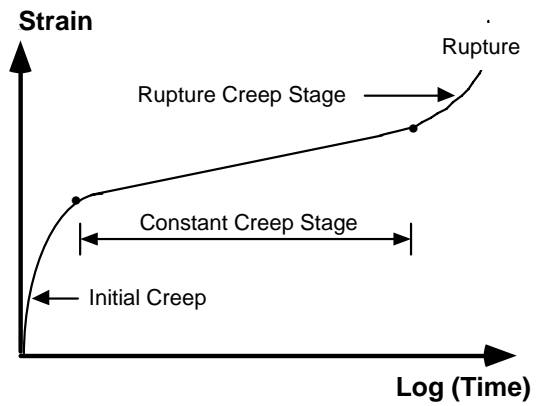 Strain
Rupture
Rupture Creep Stage
Constant Creep Stage
Initial Creep
Log (Time)